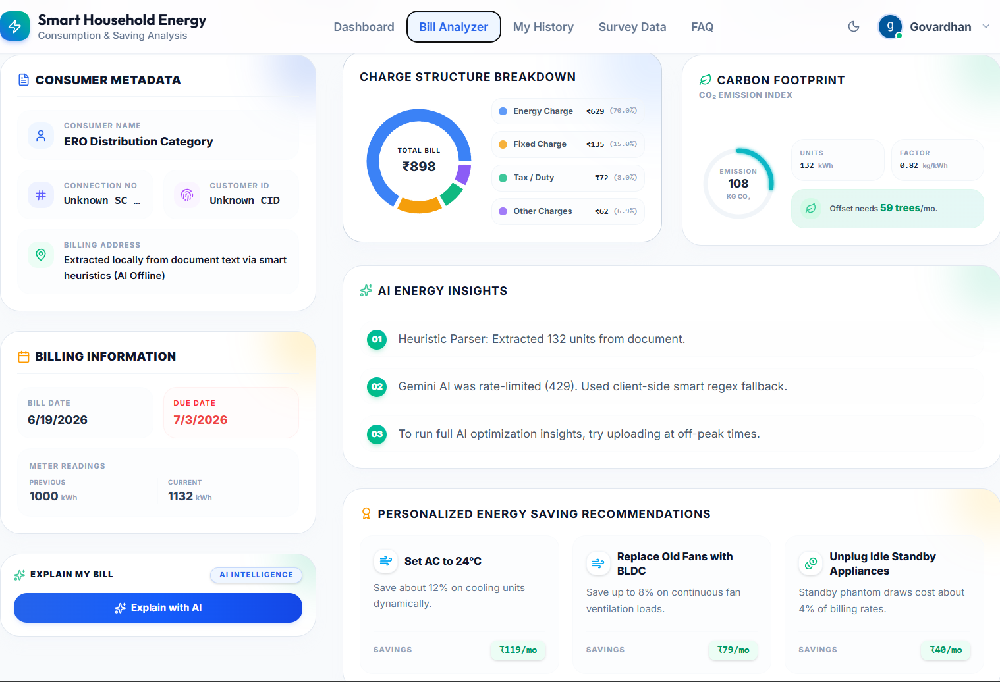 Smart Household Energy
Consumption & Saving Analysis
Dashboard
Bill Analyzer
My History
Survey Data
FAQ
g
Govardhan
CONSUMER METADATA
CONSUMER NAME
ERO Distribution Category
CONNECTION NO
Unknown SC …
CUSTOMER ID
Unknown CID
BILLING ADDRESS
Extracted locally from document text via smart
heuristics (AI Offline)
BILLING INFORMATION
BILL DATE
6/19/2026
DUE DATE
7/3/2026
METER READINGS
PREVIOUS
1000 kWh
CURRENT
1132 kWh
EXPLAIN MY BILL
AI INTELLIGENCE
Explain with AI
CHARGE STRUCTURE BREAKDOWN
TOTAL BILL
₹898
Energy Charge ₹629 (70.0%)
Fixed Charge ₹135 (15.0%)
Tax / Duty ₹72 (8.0%)
Other Charges ₹62 (6.9%)
CARBON FOOTPRINT
CO₂ EMISSION INDEX
EMISSION
108
KG CO₂
UNITS
132 kWh
FACTOR
0.82 kg/kWh
Offset needs 59 trees/mo.
AI ENERGY INSIGHTS
01 Heuristic Parser: Extracted 132 units from document.
02 Gemini AI was rate-limited (429). Used client-side smart regex fallback.
03 To run full AI optimization insights, try uploading at off-peak times.
PERSONALIZED ENERGY SAVING RECOMMENDATIONS
Set AC to 24°C
Save about 12% on cooling units
dynamically.
SAVINGS ₹119/mo
Replace Old Fans with
BLDC
Save up to 8% on continuous fan
ventilation loads.
SAVINGS ₹79/mo
Unplug Idle Standby
Appliances
Standby phantom draws cost about
4% of billing rates.
SAVINGS ₹40/mo